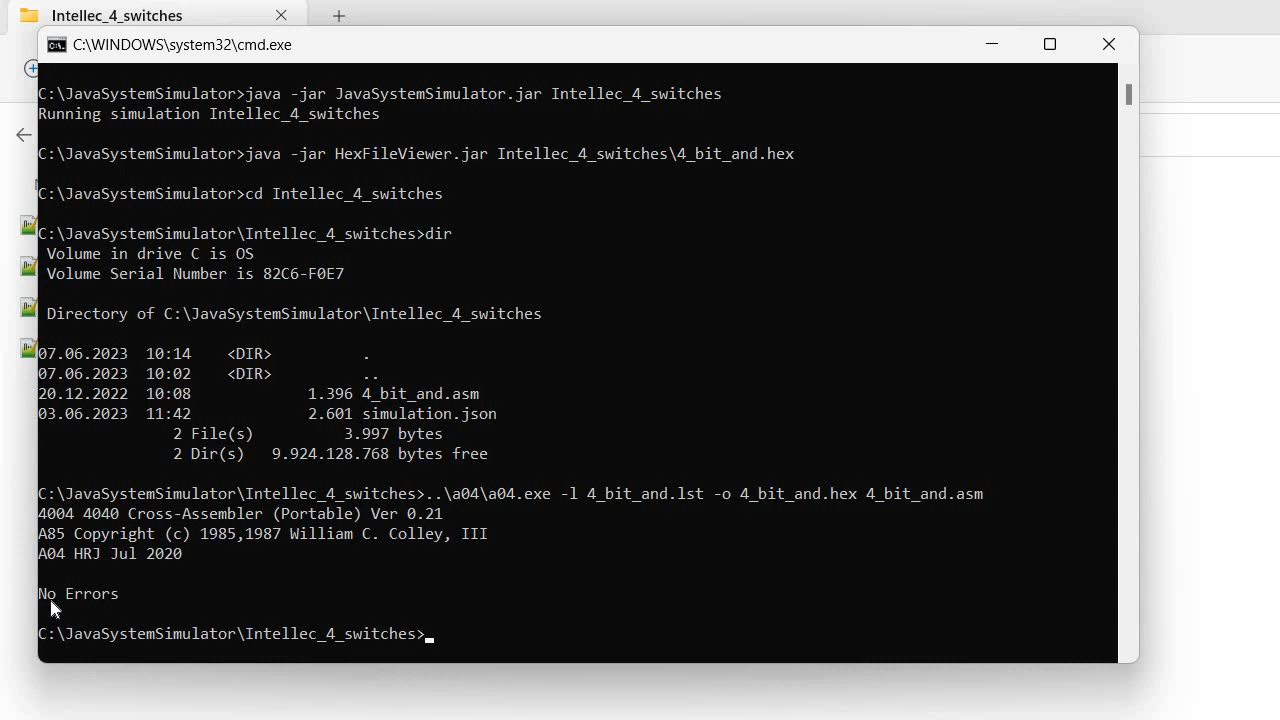 Intellec_4_switches
C:\WINDOWS\system32\cmd.exe
C:\JavaSystemSimulator>java -jar JavaSystemSimulator.jar Intellec_4_switches
Running simulation Intellec_4_switches
C:\JavaSystemSimulator>java -jar HexFileViewer.jar Intellec_4_switches\4_bit_and.hex
C:\JavaSystemSimulator>cd Intellec_4_switches
C:\JavaSystemSimulator\Intellec_4_switches>dir
Volume in drive C is OS
Volume Serial Number is 82C6-F0E7
Directory of C:\JavaSystemSimulator\Intellec_4_switches
07.06.2023  10:14    <DIR>          .
07.06.2023  10:02    <DIR>          ..
20.12.2022  10:08             1.396 4_bit_and.asm
03.06.2023  11:42             2.601 simulation.json
2 File(s)          3.997 bytes
2 Dir(s)   9.924.128.768 bytes free
C:\JavaSystemSimulator\Intellec_4_switches>..\a04\a04.exe -l 4_bit_and.lst -o 4_bit_and.hex 4_bit_and.asm
4004 4040 Cross-Assembler (Portable) Ver 0.21
A85 Copyright (c) 1985,1987 William C. Colley, III
A04 HRJ Jul 2020
No Errors
C:\JavaSystemSimulator\Intellec_4_switches>